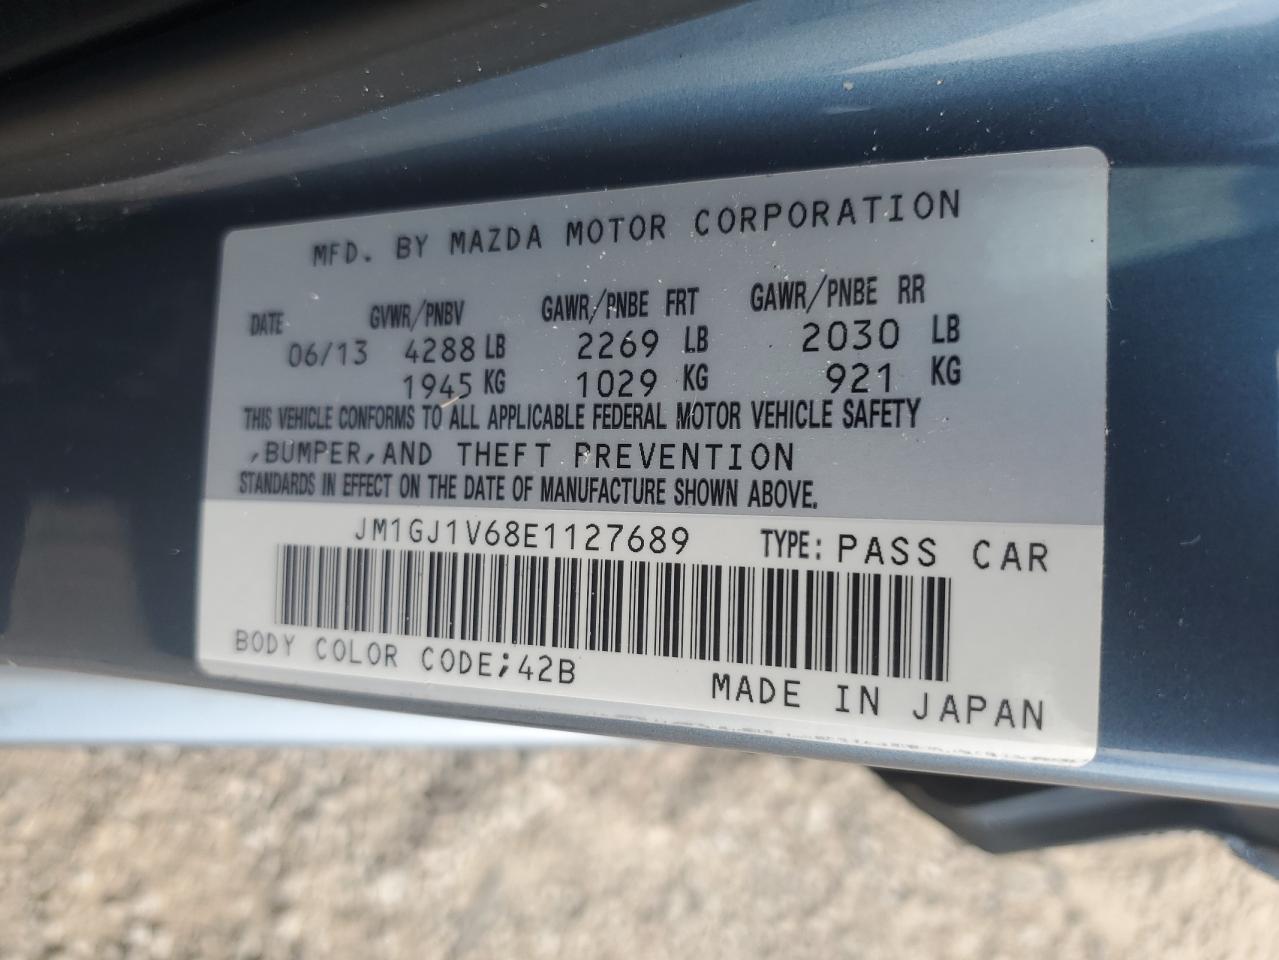 MFD. BY MAZDA MOTOR CORPORATION
DATE GVWR/PNBV GAWR/PNBE FRT GAWR/PNBE RR
06/13 4288 LB 2269 LB 2030 LB
1945 KG 1029 KG 921 KG
THIS VEHICLE CONFORMS TO ALL APPLICABLE FEDERAL MOTOR VEHICLE SAFETY
,BUMPER,AND THEFT PREVENTION
STANDARDS IN EFFECT ON THE DATE OF MANUFACTURE SHOWN ABOVE.
JM1GJ1V68E1127689 TYPE: PASS CAR
BODY COLOR CODE;42B
MADE IN JAPAN